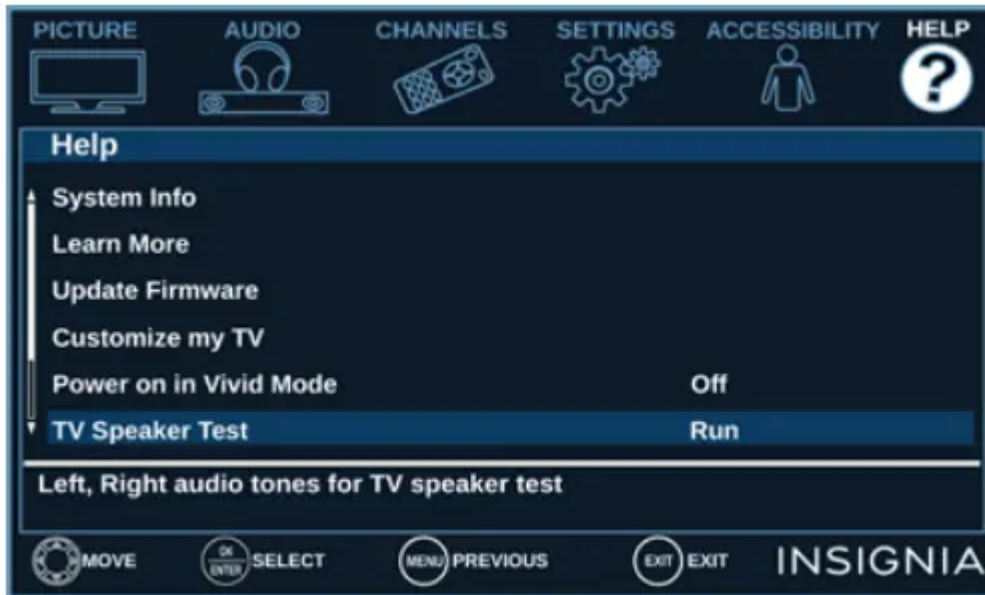 PICTURE AUDIO CHANNELS SETTINGS ACCESSIBILITY HELP
?
Help
System Info
Learn More
Update Firmware
Customize my TV
Power on in Vivid Mode Off
TV Speaker Test Run
Left, Right audio tones for TV speaker test
MOVE OK ENTER SELECT MENU PREVIOUS EXIT EXIT INSIGNIA